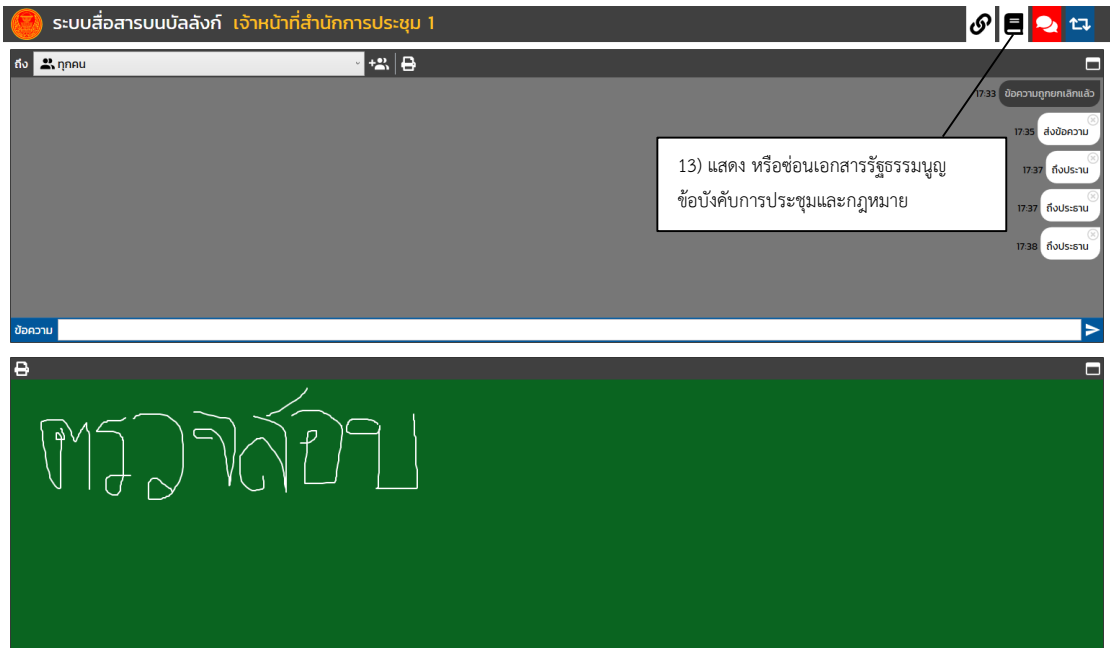 ระบบสื่อสารบนบัลลังก์ เจ้าหน้าที่สำนักการประชุม 1
ถึง ทุกคน
17:33 ข้อความถูกยกเลิกแล้ว
17:35 ส่งข้อความ
17:37 ถึงประาน
17:37 ถึงประธาน
17:38 ถึงประธาน
13) แสดง หรือซ่อนเอกสารรัฐธรรมนูญ
ข้อบังคับการประชุมและกฎหมาย
ข้อความ
ตรวจสอบ